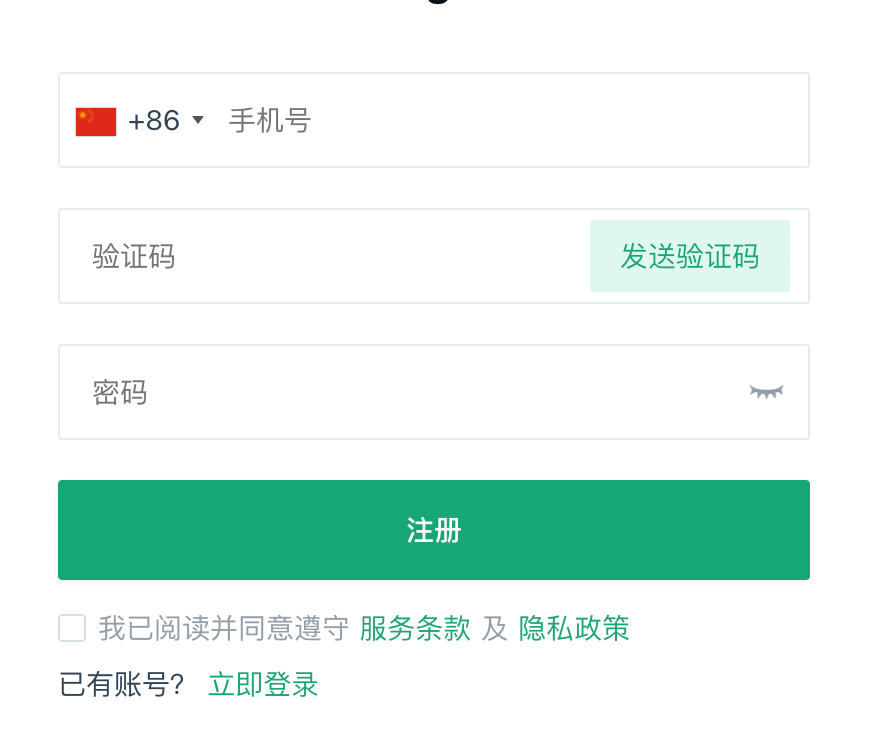 +86 手机号
验证码 发送验证码
密码
注册
我已阅读并同意遵守 服务条款 及 隐私政策
已有账号? 立即登录